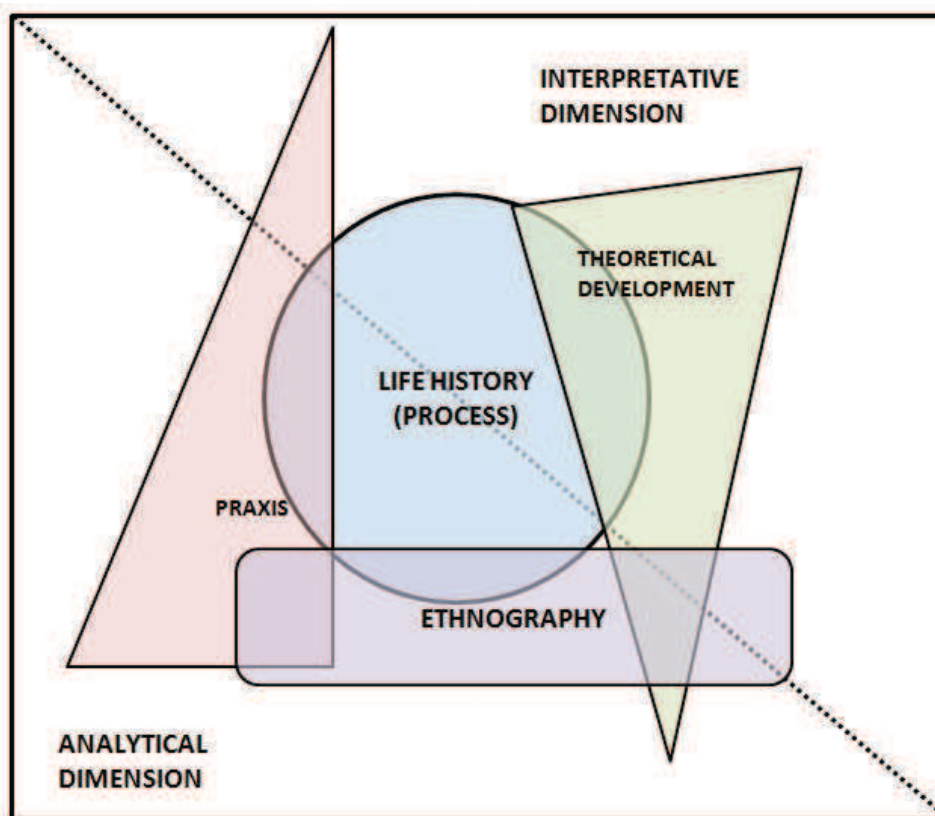 INTERPRETATIVE
DIMENSION
THEORETICAL
DEVELOPMENT
LIFE HISTORY
(PROCESS)
PRAXIS
ETHNOGRAPHY
ANALYTICAL
DIMENSION